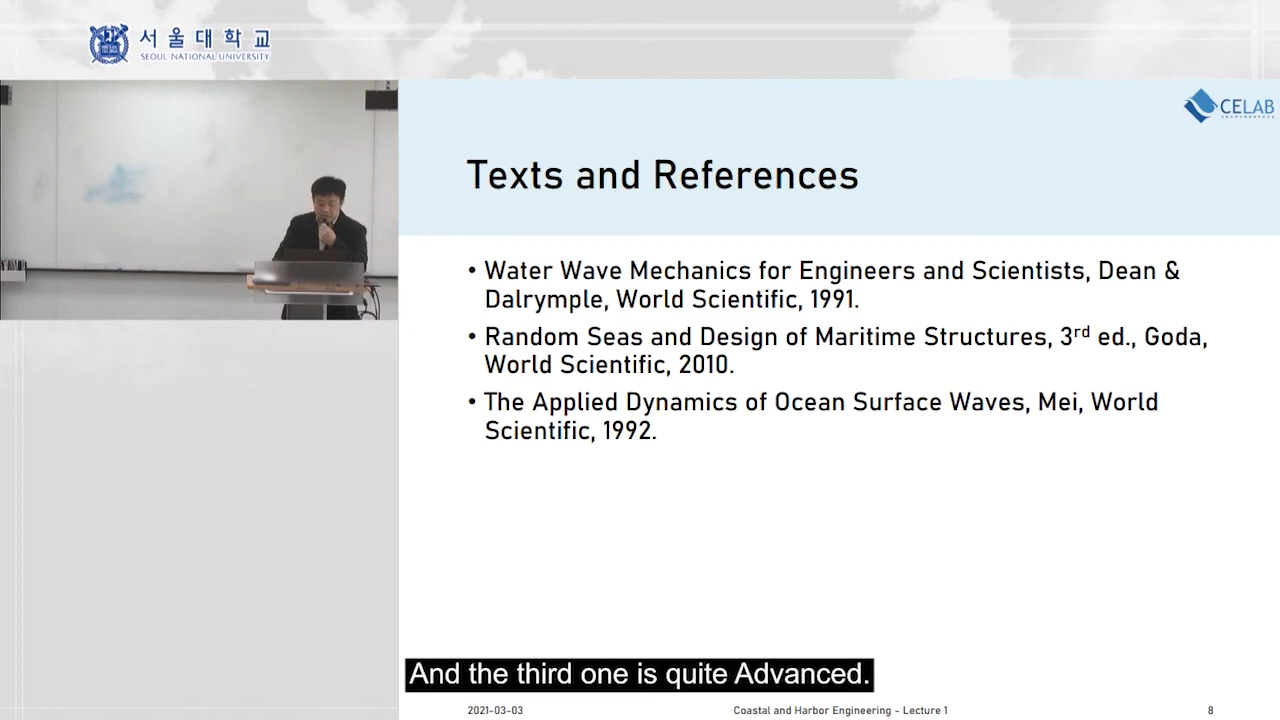 서울대학교
SEOUL NATIONAL UNIVERSITY
CELAB
Texts and References
• Water Wave Mechanics for Engineers and Scientists, Dean &
Dalrymple, World Scientific, 1991.
• Random Seas and Design of Maritime Structures, 3rd ed., Goda,
World Scientific, 2010.
• The Applied Dynamics of Ocean Surface Waves, Mei, World
Scientific, 1992.
And the third one is quite Advanced.
2021-03-03
Coastal and Harbor Engineering - Lecture 1
8